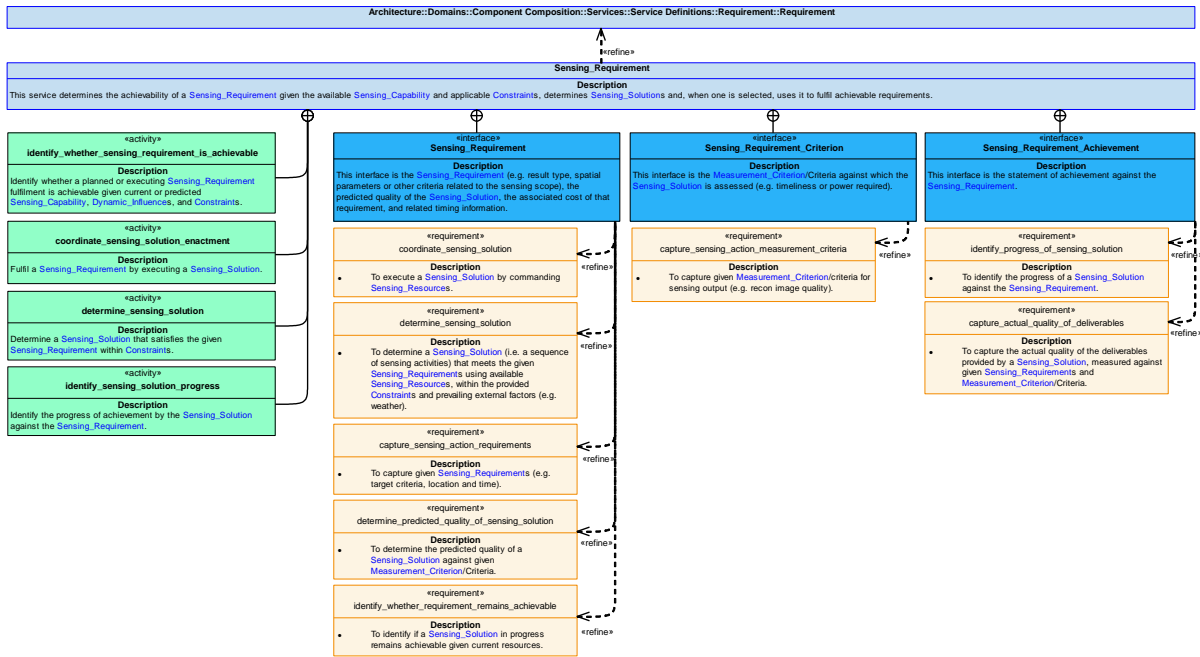 Architecture::Domains::Component Composition::Services::Service Definitions::Requirement::Requirement
«refine»
Sensing_Requirement
Description
This service determines the achievability of a Sensing_Requirement given the available Sensing_Capability and applicable Constraints, determines Sensing_Solutions and, when one is selected, uses it to fulfil achievable requirements.
«activity»
identify_whether_sensing_requirement_is_achievable
Description
Identify whether a planned or executing Sensing_Requirement
fulfilment is achievable given current or predicted
Sensing_Capability, Dynamic_Influences, and Constraints.
«activity»
coordinate_sensing_solution_enactment
Description
Fulfil a Sensing_Requirement by executing a Sensing_Solution.
«activity»
determine_sensing_solution
Description
Determine a Sensing_Solution that satisfies the given
Sensing_Requirement within Constraints.
«activity»
identify_sensing_solution_progress
Description
Identify the progress of achievement by the Sensing_Solution
against the Sensing_Requirement.
«interface»
Sensing_Requirement
Description
This interface is the Sensing_Requirement (e.g. result type, spatial
parameters or other criteria related to the sensing scope), the
predicted quality of the Sensing_Solution, the associated cost of that
requirement, and related timing information.
«requirement»
coordinate_sensing_solution
Description
• To execute a Sensing_Solution by commanding
Sensing_Resources.
«refine»
«requirement»
determine_sensing_solution
Description
• To determine a Sensing_Solution (i.e. a sequence
of sensing activities) that meets the given
Sensing_Requirements using available
Sensing_Resources, within the provided
Constraints and prevailing external factors (e.g.
weather).
«refine»
«requirement»
capture_sensing_action_requirements
Description
• To capture given Sensing_Requirements (e.g.
target criteria, location and time).
«refine»
«requirement»
determine_predicted_quality_of_sensing_solution
Description
• To determine the predicted quality of a
Sensing_Solution against given
Measurement_Criterion/Criteria.
«refine»
«requirement»
identify_whether_requirement_remains_achievable
Description
• To identify if a Sensing_Solution in progress
remains achievable given current resources.
«refine»
«interface»
Sensing_Requirement_Criterion
Description
This interface is the Measurement_Criterion/Criteria against which the
Sensing_Solution is assessed (e.g. timeliness or power required).
«requirement»
capture_sensing_action_measurement_criteria
Description
• To capture given Measurement_Criterion/criteria for
sensing output (e.g. recon image quality).
«refine»
«interface»
Sensing_Requirement_Achievement
Description
This interface is the statement of achievement against the
Sensing_Requirement.
«requirement»
identify_progress_of_sensing_solution
Description
• To identify the progress of a Sensing_Solution
against the Sensing_Requirement.
«refine»
«requirement»
capture_actual_quality_of_deliverables
Description
• To capture the actual quality of the deliverables
provided by a Sensing_Solution, measured against
given Sensing_Requirements and
Measurement_Criterion/Criteria.
«refine»